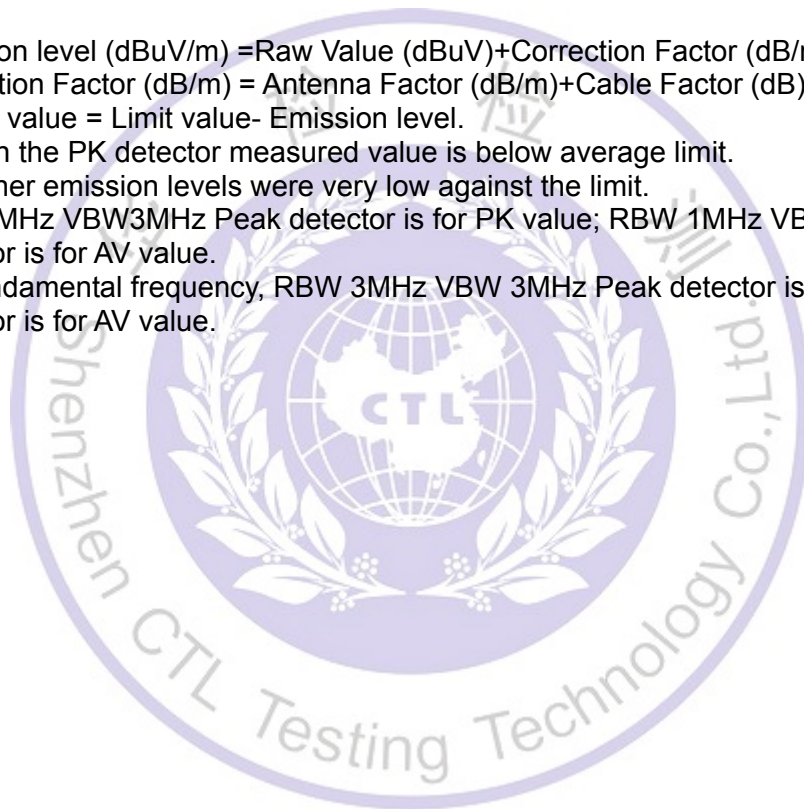 on level (dBuV/m) =Raw Value (dBuV)+Correction Factor (dB/
tion Factor (dB/m) = Antenna Factor (dB/m)+Cable Factor (dB)
value = Limit value- Emission level.
n the PK detector measured value is below average limit.
her emission levels were very low against the limit.
MHz VBW3MHz Peak detector is for PK value; RBW 1MHz VB
or is for AV value.
ndamental frequency, RBW 3MHz VBW 3MHz Peak detector is
or is for AV value.
CTL
Shenzhen CTL Testing Technology Co.,Ltd.
检
测